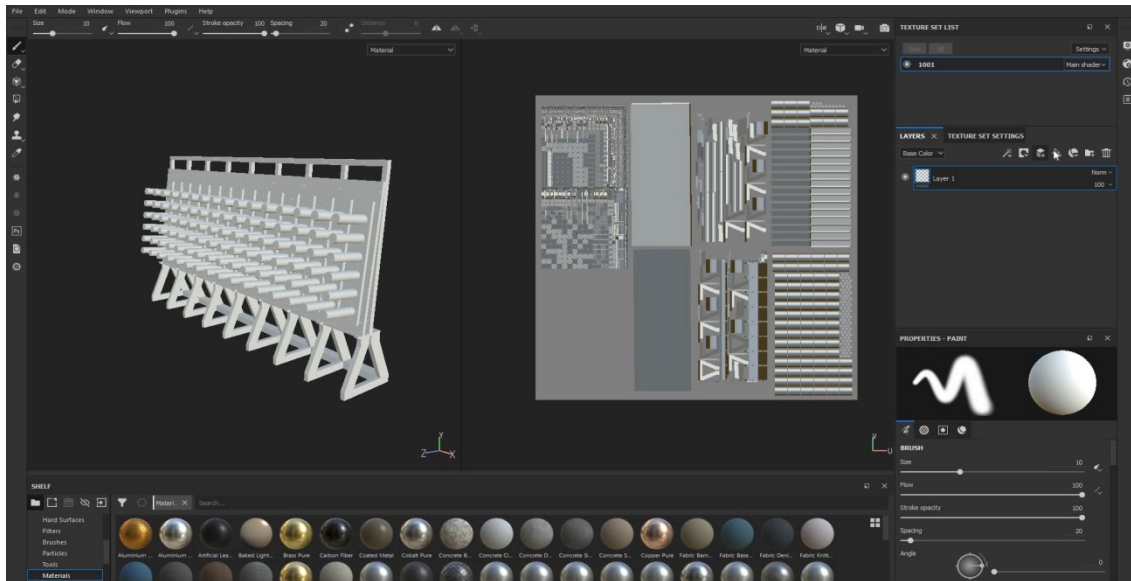 File Edit Mode Window Viewport Plugins Help
Size 10 Flow 100 Stroke opacity 100 Spacing 20 Distance
Material
Material
TEXTURE SET LIST
Settings
1001 Main shader
LAYERS TEXTURE SET SETTINGS
Base Color
Layer 1 Norm
100
Y
Z X
U
PROPERTIES - PAINT
BRUSH
Size 10
Flow 100
Stroke opacity 100
Spacing 20
Angle 0
SHELF
Materi... Search...
Hard Surfaces
Filters
Brushes
Particles
Tools
Materials
Ps
Aluminium ... Aluminium ... Artificial Lea... Baked Light... Brass Pure Carbon Fiber Coated Metal Cobalt Pure Concrete B... Concrete Cl... Concrete D... Concrete Si... Concrete S... Copper Pure Fabric Bam... Fabric Base... Fabric Deni... Fabric Knitt...